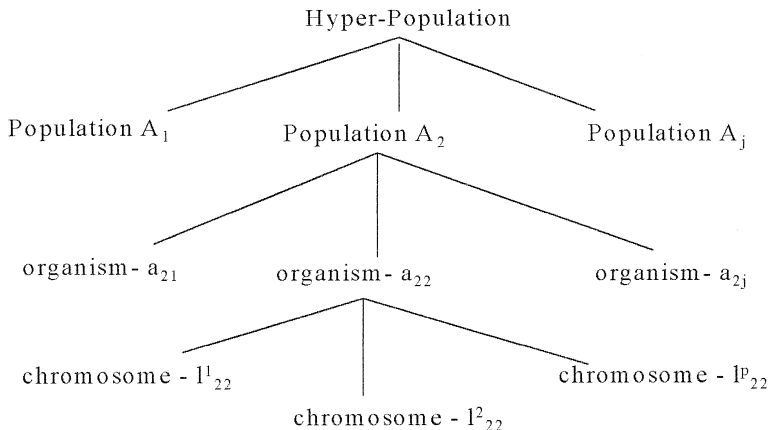 Hyper-Population
Population A₁ Population A₂ Population Aⱼ
organism- a₂₁ organism- a₂₂ organism- a₂ⱼ
chromosome - l¹₂₂ chromosome - lᵖ₂₂
chromosome - l²₂₂